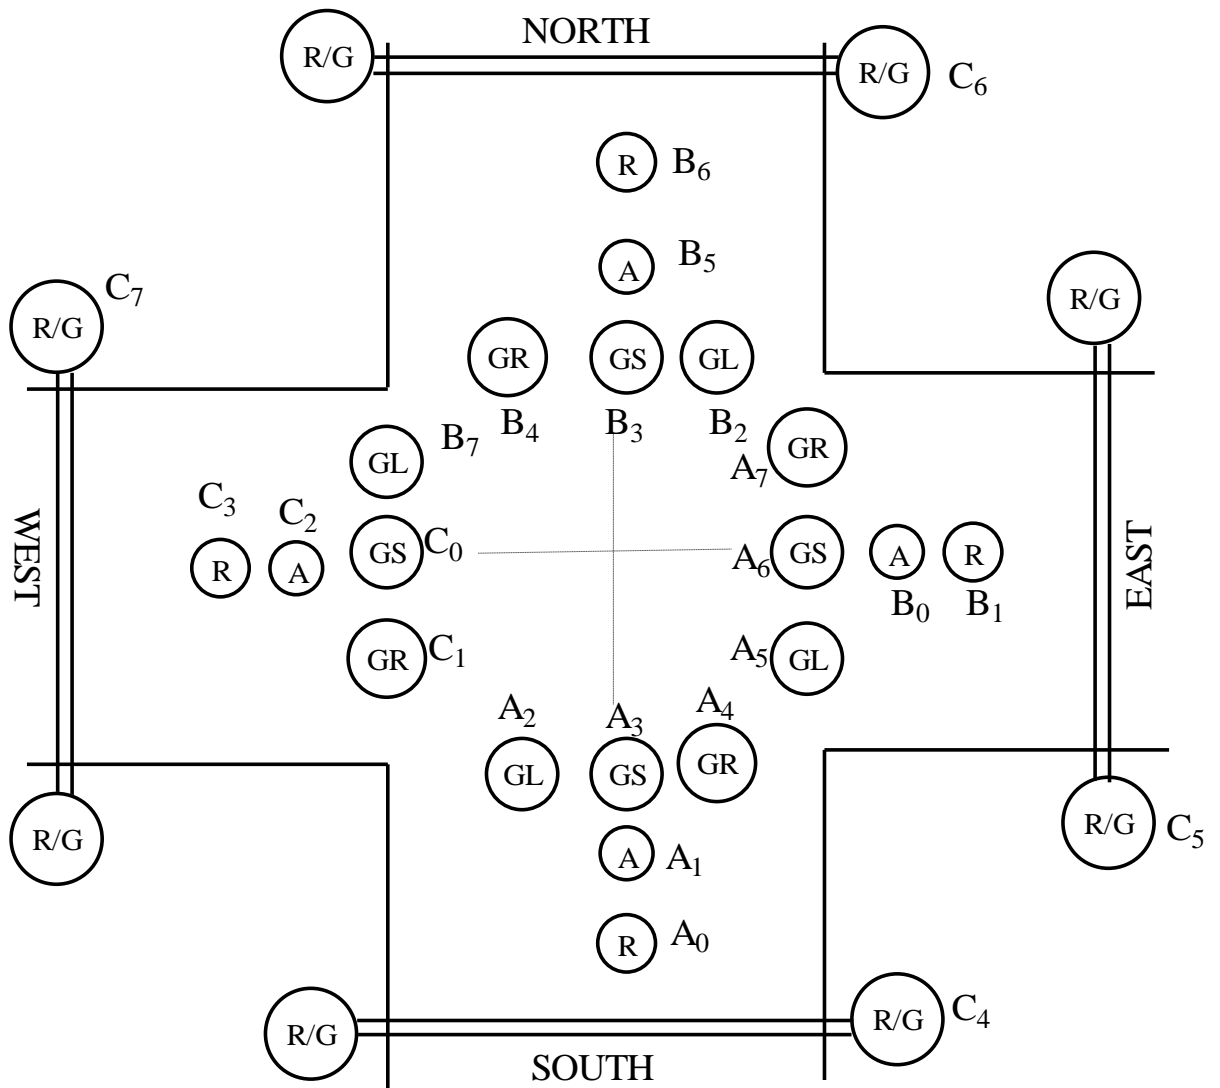 NORTH
R/G
R/G
C6
R
B6
A
B5
C7
R/G
R/G
GR
GS
GL
B4
B3
B2
B7
GL
GR
A7
C3
C2
WEST
R
A
GS
C0
A6
GS
A
R
B0
B1
EAST
GR
C1
A5
GL
A2
A3
A4
GL
GS
GR
R/G
R/G
C5
A
A1
R
A0
R/G
R/G
C4
SOUTH